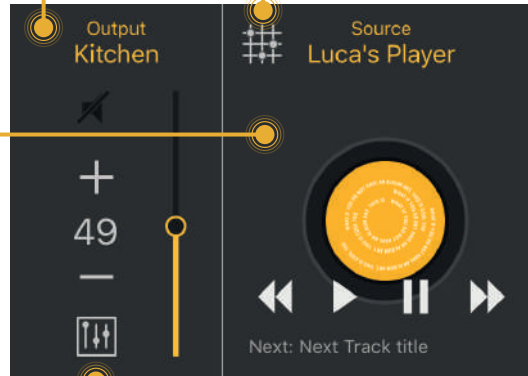 Output
Kitchen
49
Source
Luca's Player
Next: Next Track title